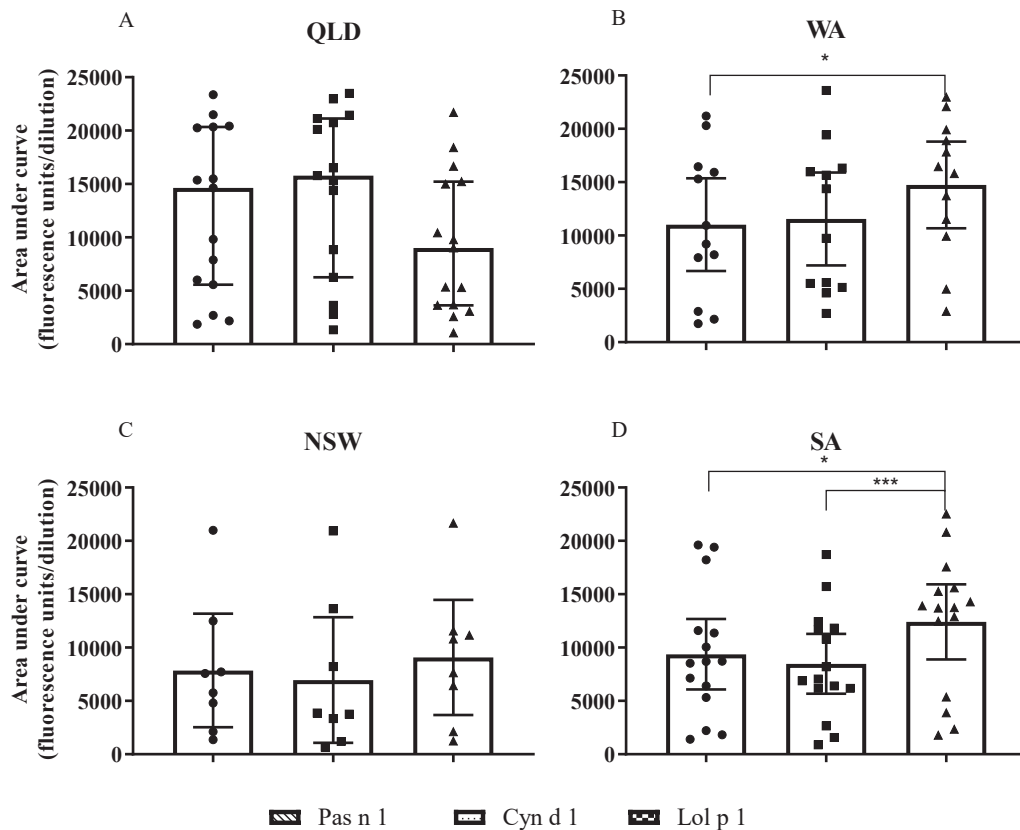 A
QLD
Area under curve
(fluorescence units/dilution)
25000
20000
15000
10000
5000
0
B
WA
*
25000
20000
15000
10000
5000
0
C
NSW
Area under curve
(fluorescence units/dilution)
25000
20000
15000
10000
5000
0
D
SA
*
***
25000
20000
15000
10000
5000
0
Pas n 1 Cyn d 1 Lol p 1